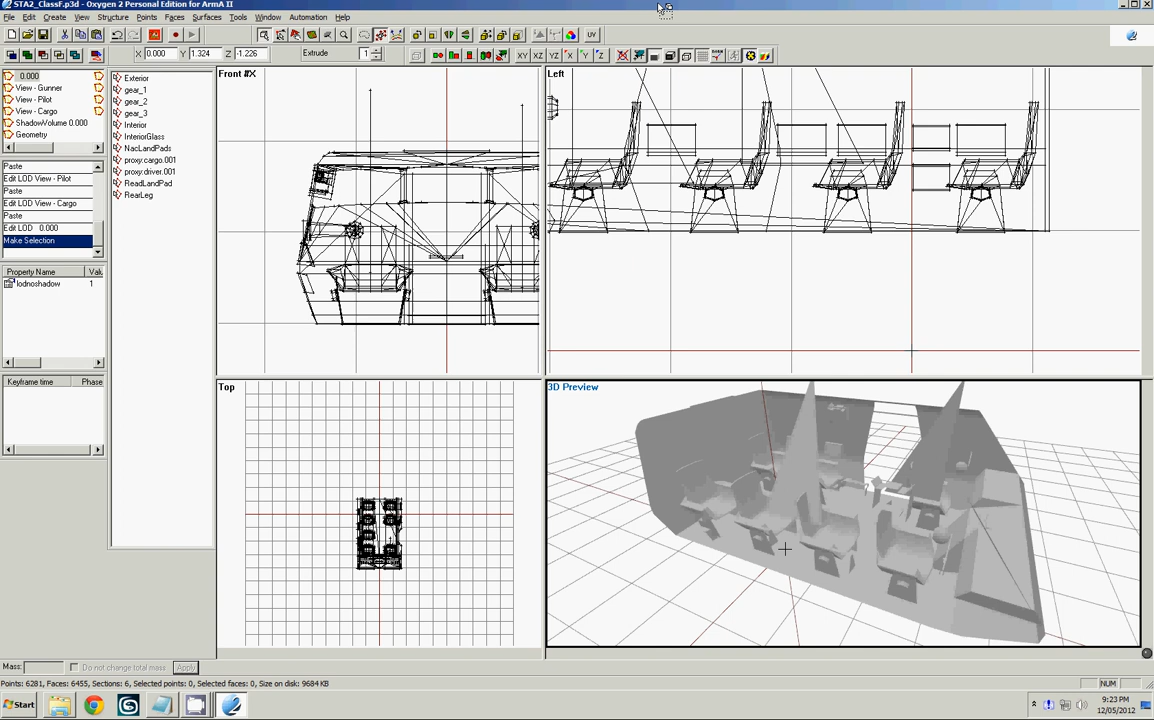 STA2_ClassF.p3d - Oxygen 2 Personal Edition for ArmA II
File Edit Create View Structure Points Faces Surfaces Tools Window Automation Help
X 0.000 Y 1.324 Z -1.226 Extrude 1
XY XZ YZ X Y Z
UV
0.000
View - Gunner
View - Pilot
View - Cargo
ShadowVolume 0.000
Geometry
Paste
Edit LOD View - Pilot
Paste
Edit LOD View - Cargo
Paste
Edit LOD 0.000
Make Selection
Property Name Valu
lodnoshadow 1
Keyframe time Phase
Exterior
gear_1
gear_2
gear_3
Interior
InteriorGlass
NacLandPads
proxy:cargo.001
proxy:driver.001
ReadLandPad
RearLeg
Front #X
Left
Top
3D Preview
Mass: Do not change total mass Apply
Points: 6281, Faces: 6455, Sections: 6, Selected points: 0, Selected faces: 0, Size on disk: 9684 KB
NUM
Start
9:23 PM
12/05/2012